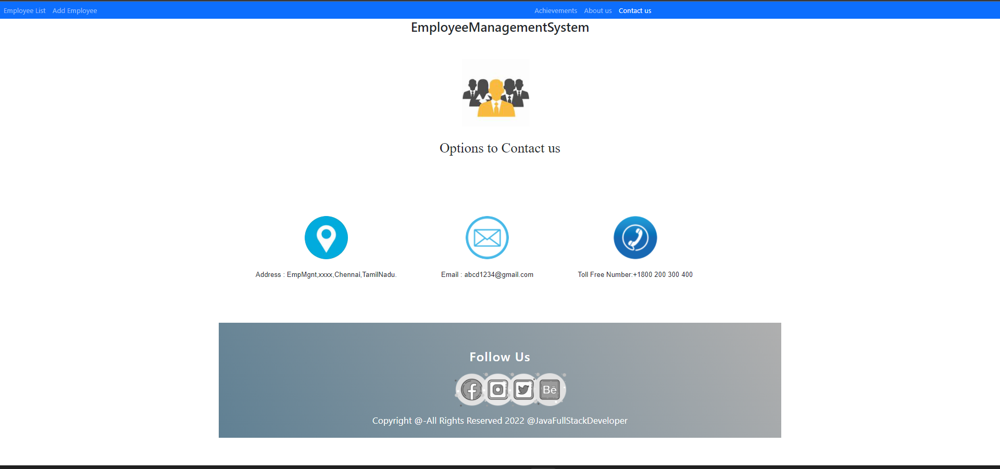 Employee List Add Employee Achievements About us Contact us
EmployeeManagementSystem
Options to Contact us
Address : EmpMgnt,xxxx,Chennai,TamilNadu. Email : abcd1234@gmail.com Toll Free Number:+1800 200 300 400
Follow Us
Bē
Copyright @-All Rights Reserved 2022 @JavaFullStackDeveloper